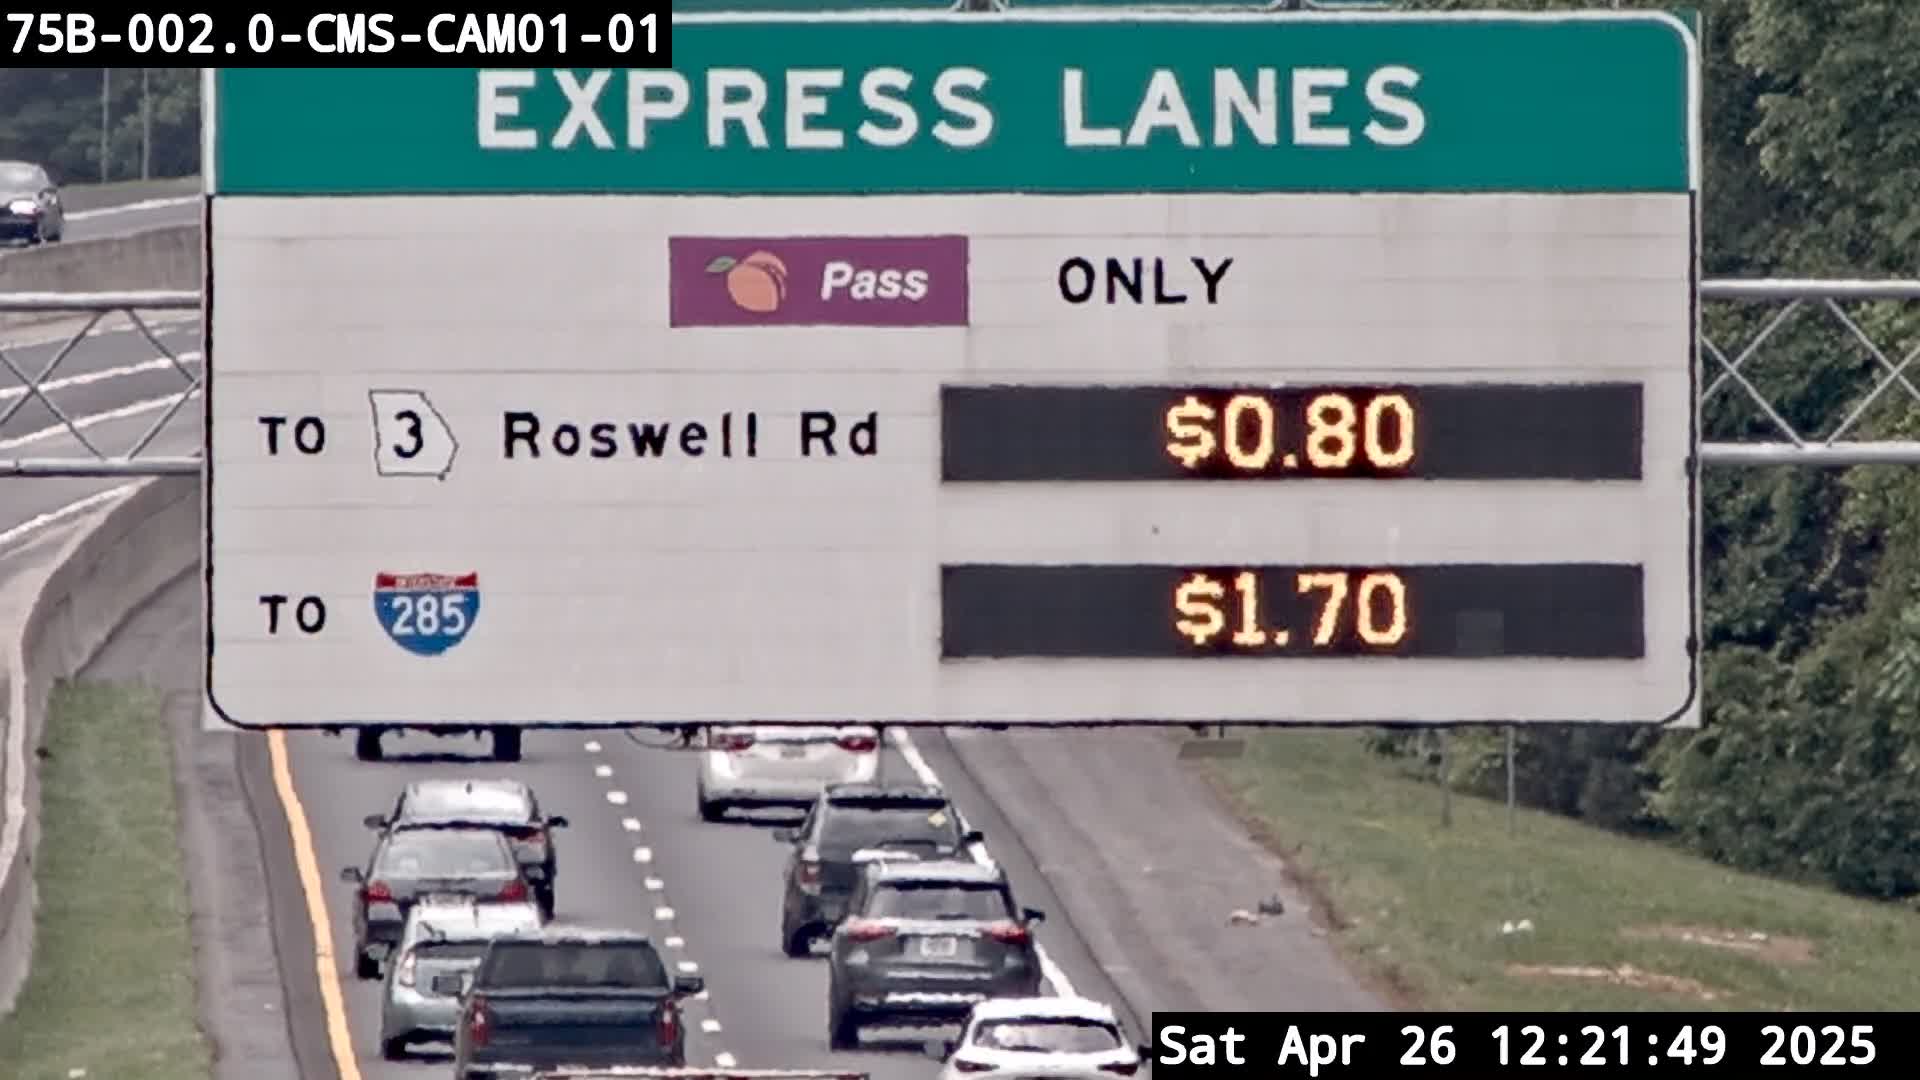 75B-002.0-CMS-CAM01-01
EXPRESS LANES
Pass ONLY
TO 3 Roswell Rd $0.80
INTERSTATE
TO 285 $1.70
Sat Apr 26 12:21:49 2025